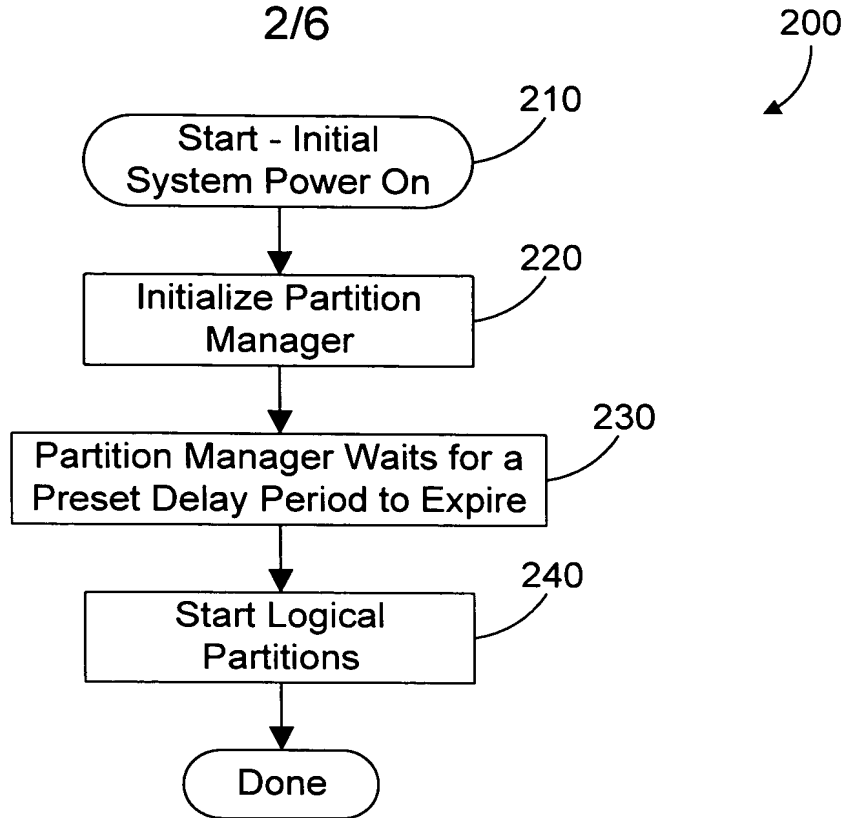 2/6
200
210
Start - Initial
System Power On
220
Initialize Partition
Manager
230
Partition Manager Waits for a
Preset Delay Period to Expire
240
Start Logical
Partitions
Done